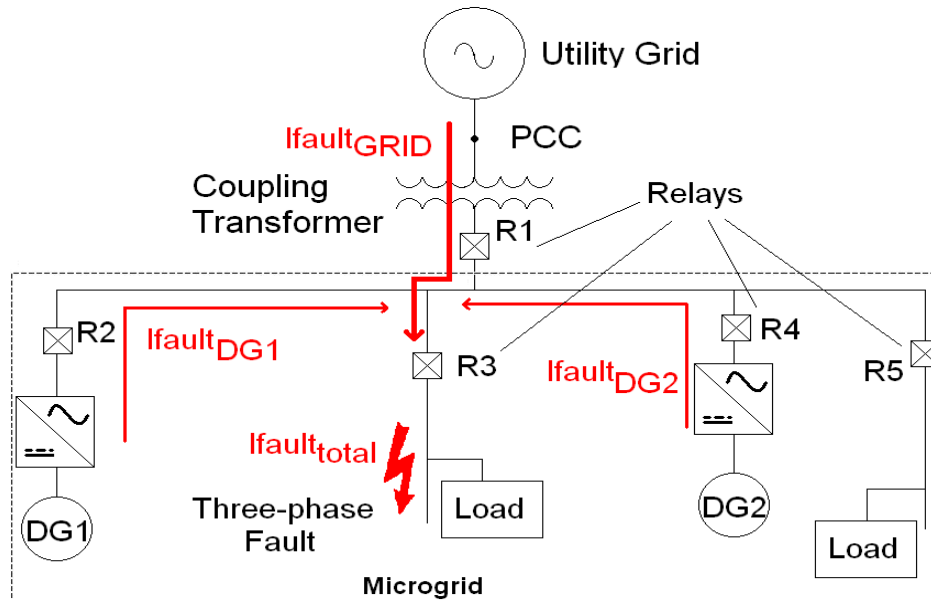 Utility Grid
IfaultGRID
PCC
Coupling
Transformer
Relays
R1
R2
IfaultDG1
R3
R4
IfaultDG2
R5
Ifaulttotal
Three-phase
Fault
Load
DG1
DG2
Load
Microgrid